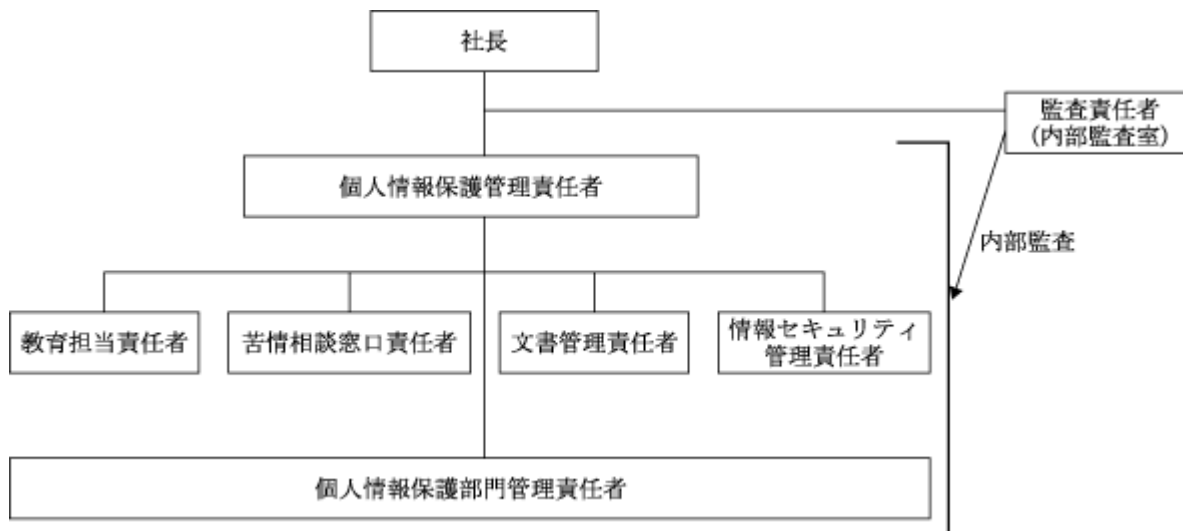 社長
監査責任者
(内部監査室)
個人情報保護管理責任者
内部監査
教育担当責任者
苦情相談窓口責任者
文書管理責任者
情報セキュリティ
管理責任者
個人情報保護部門管理責任者